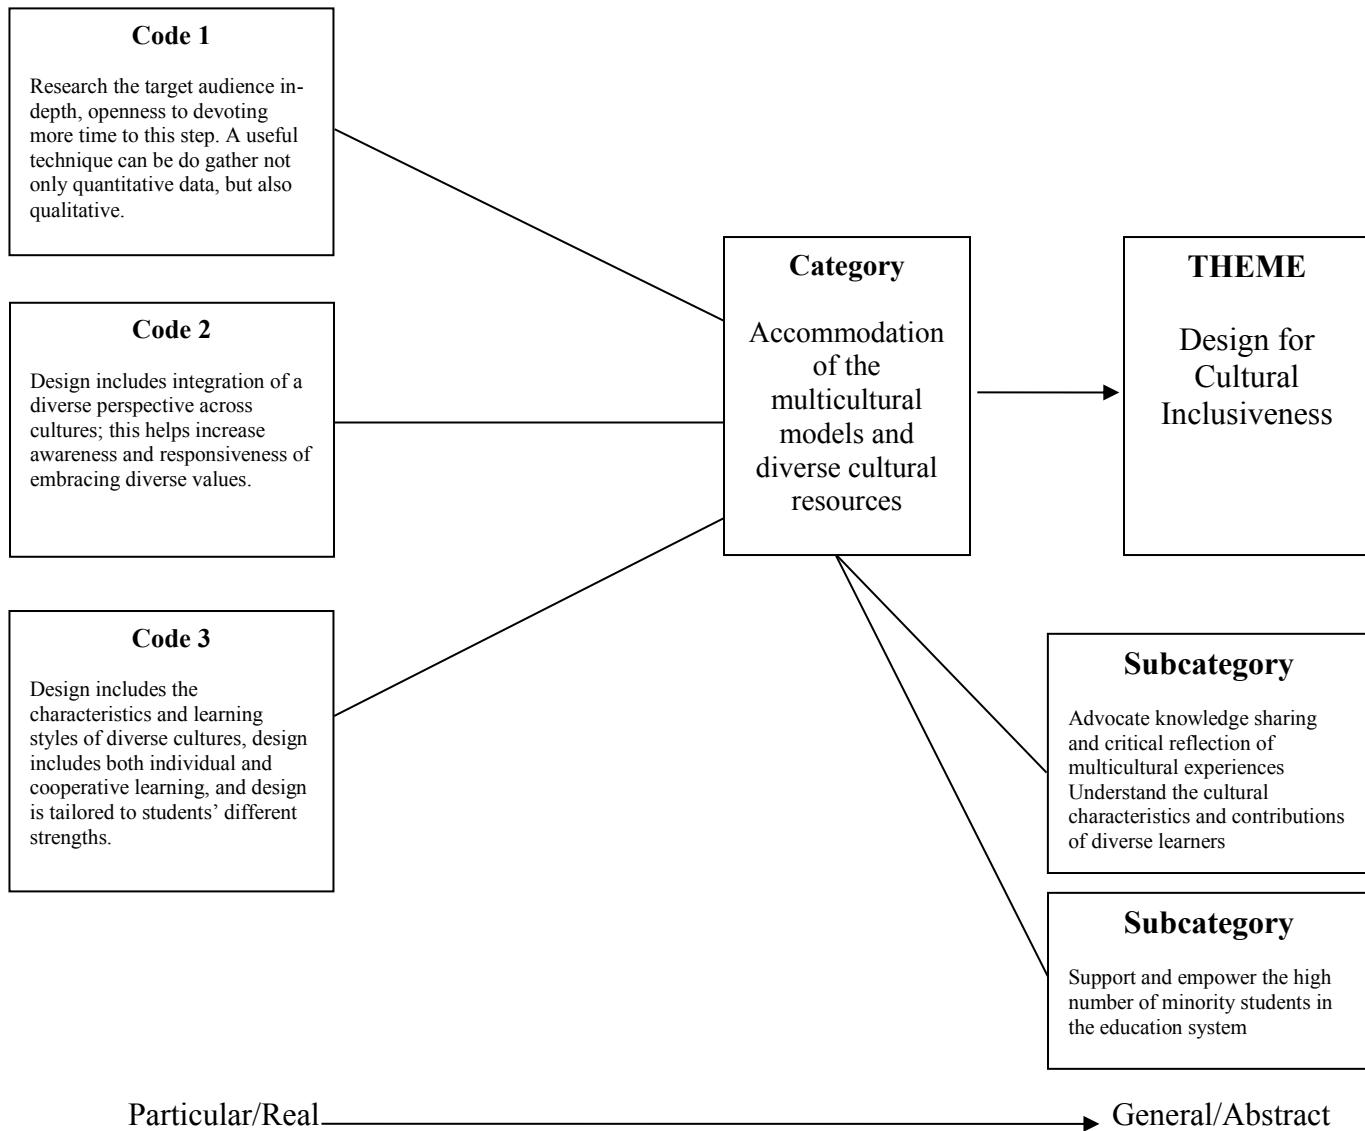 Code 1
Research the target audience in-
depth, openness to devoting
more time to this step. A useful
technique can be do gather not
only quantitative data, but also
qualitative.
Code 2
Design includes integration of a
diverse perspective across
cultures; this helps increase
awareness and responsiveness of
embracing diverse values.
Code 3
Design includes the
characteristics and learning
styles of diverse cultures, design
includes both individual and
cooperative learning, and design
is tailored to students’ different
strengths.
Category
Accommodation
of the
multicultural
models and
diverse cultural
resources
THEME
Design for
Cultural
Inclusiveness
Subcategory
Advocate knowledge sharing
and critical reflection of
multicultural experiences
Understand the cultural
characteristics and contributions
of diverse learners
Subcategory
Support and empower the high
number of minority students in
the education system
Particular/Real
General/Abstract